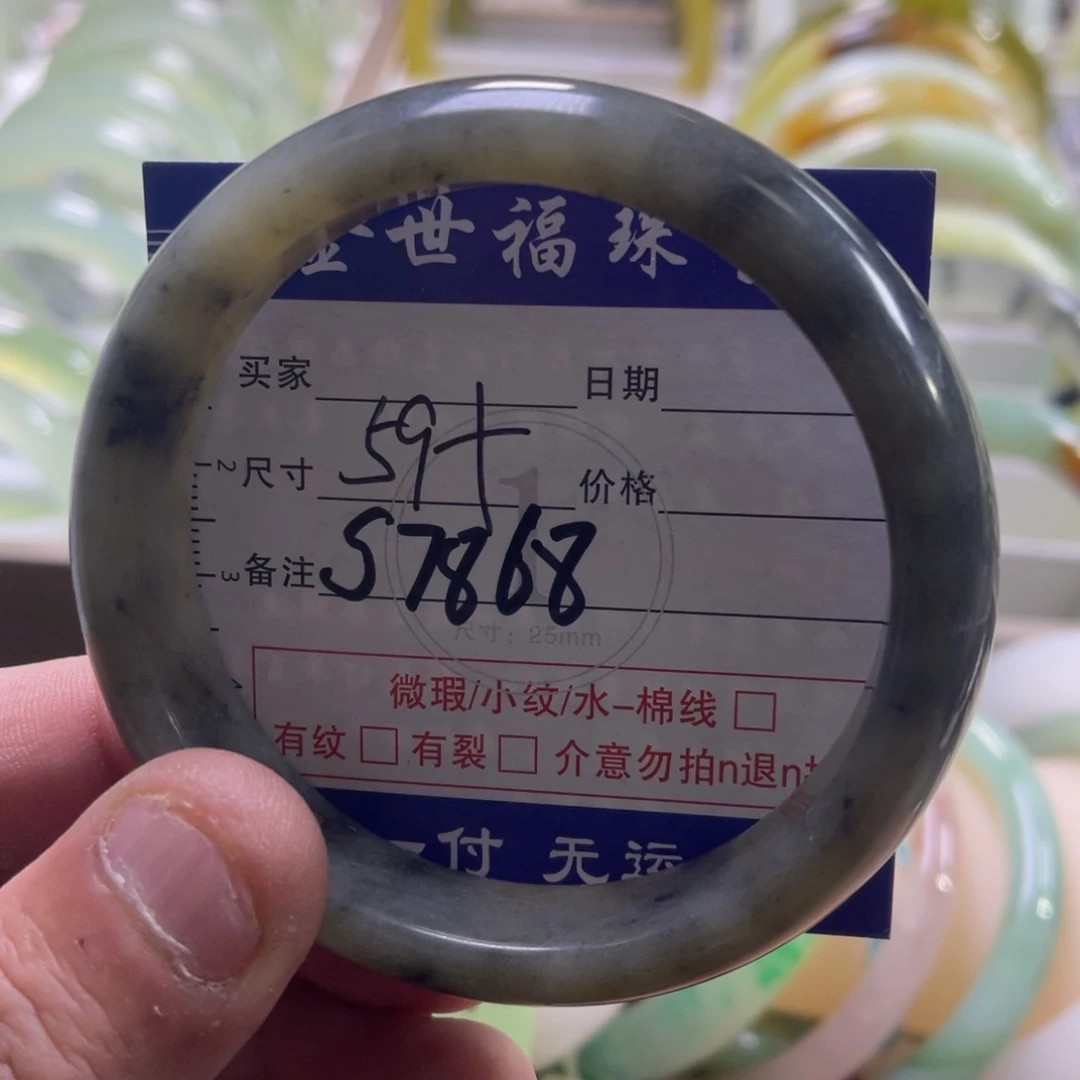 世福珠
买家 日期
尺寸 59+ 价格
2
备注 S7868
3
尺寸：25mm
微瑕/小纹/水-棉线 □
有纹 □ 有裂 □ 介意勿拍n退n
付 无运